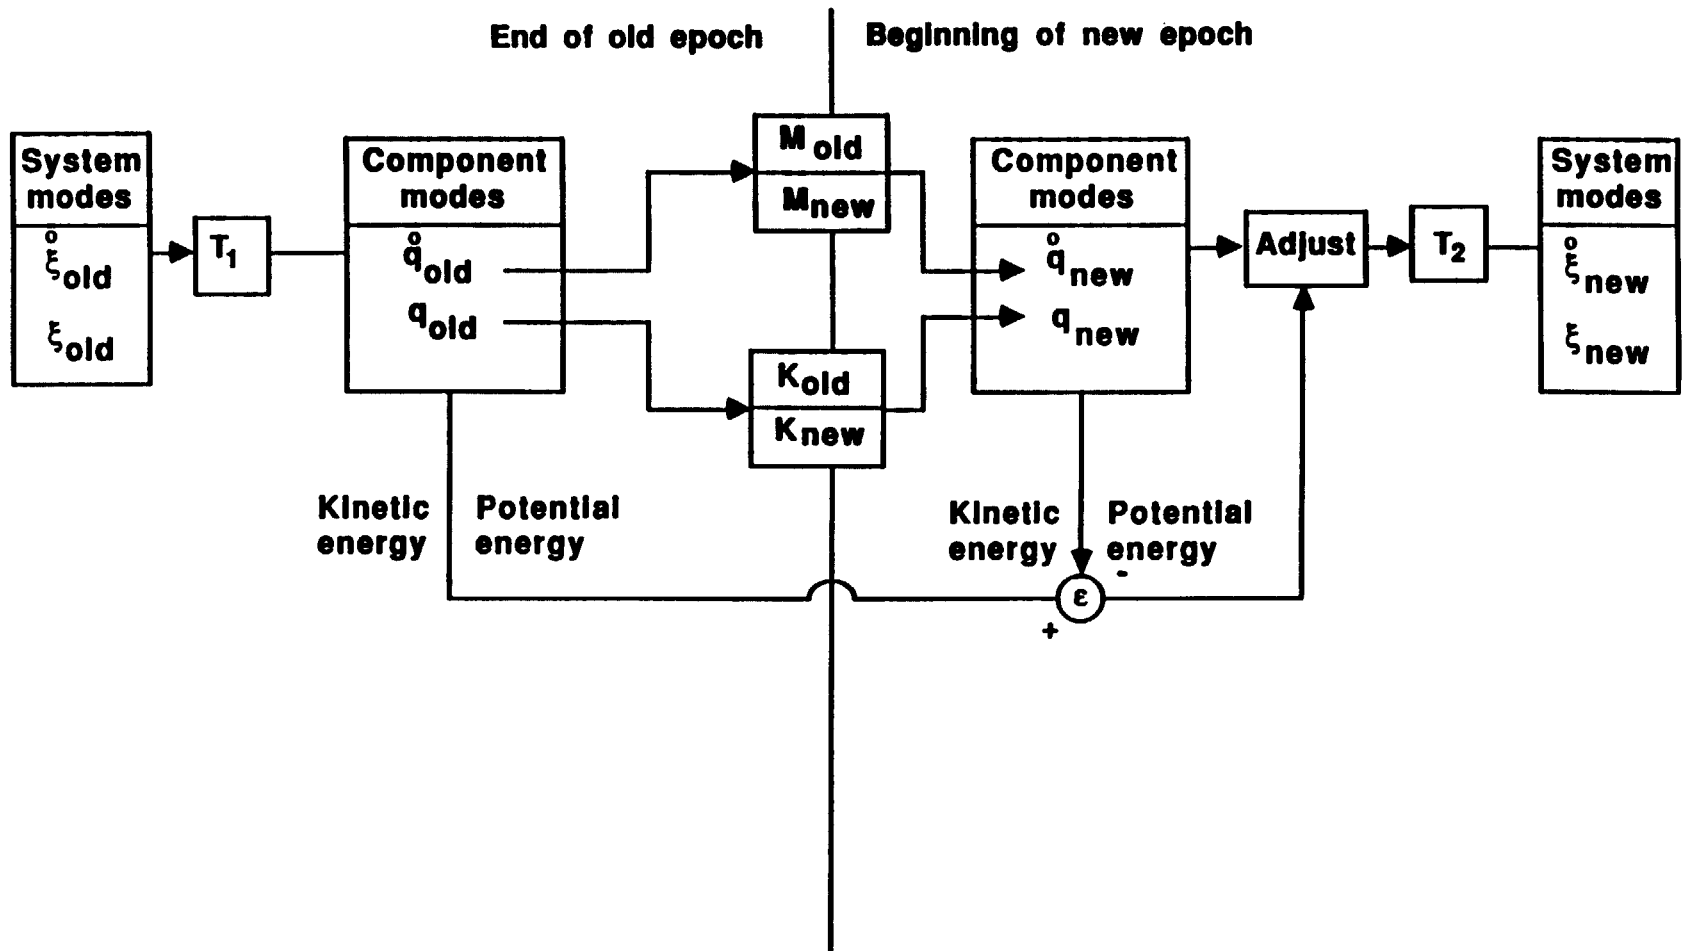 End of old epoch
Beginning of new epoch
System
modes
ξ̊old
ξold
T1
Component
modes
q̊old
qold
Mold
Mnew
Kold
Knew
Component
modes
q̊new
qnew
Adjust
T2
System
modes
ξ̊new
ξnew
Kinetic
energy
Potential
energy
Kinetic
energy
Potential
energy
-
ε
+